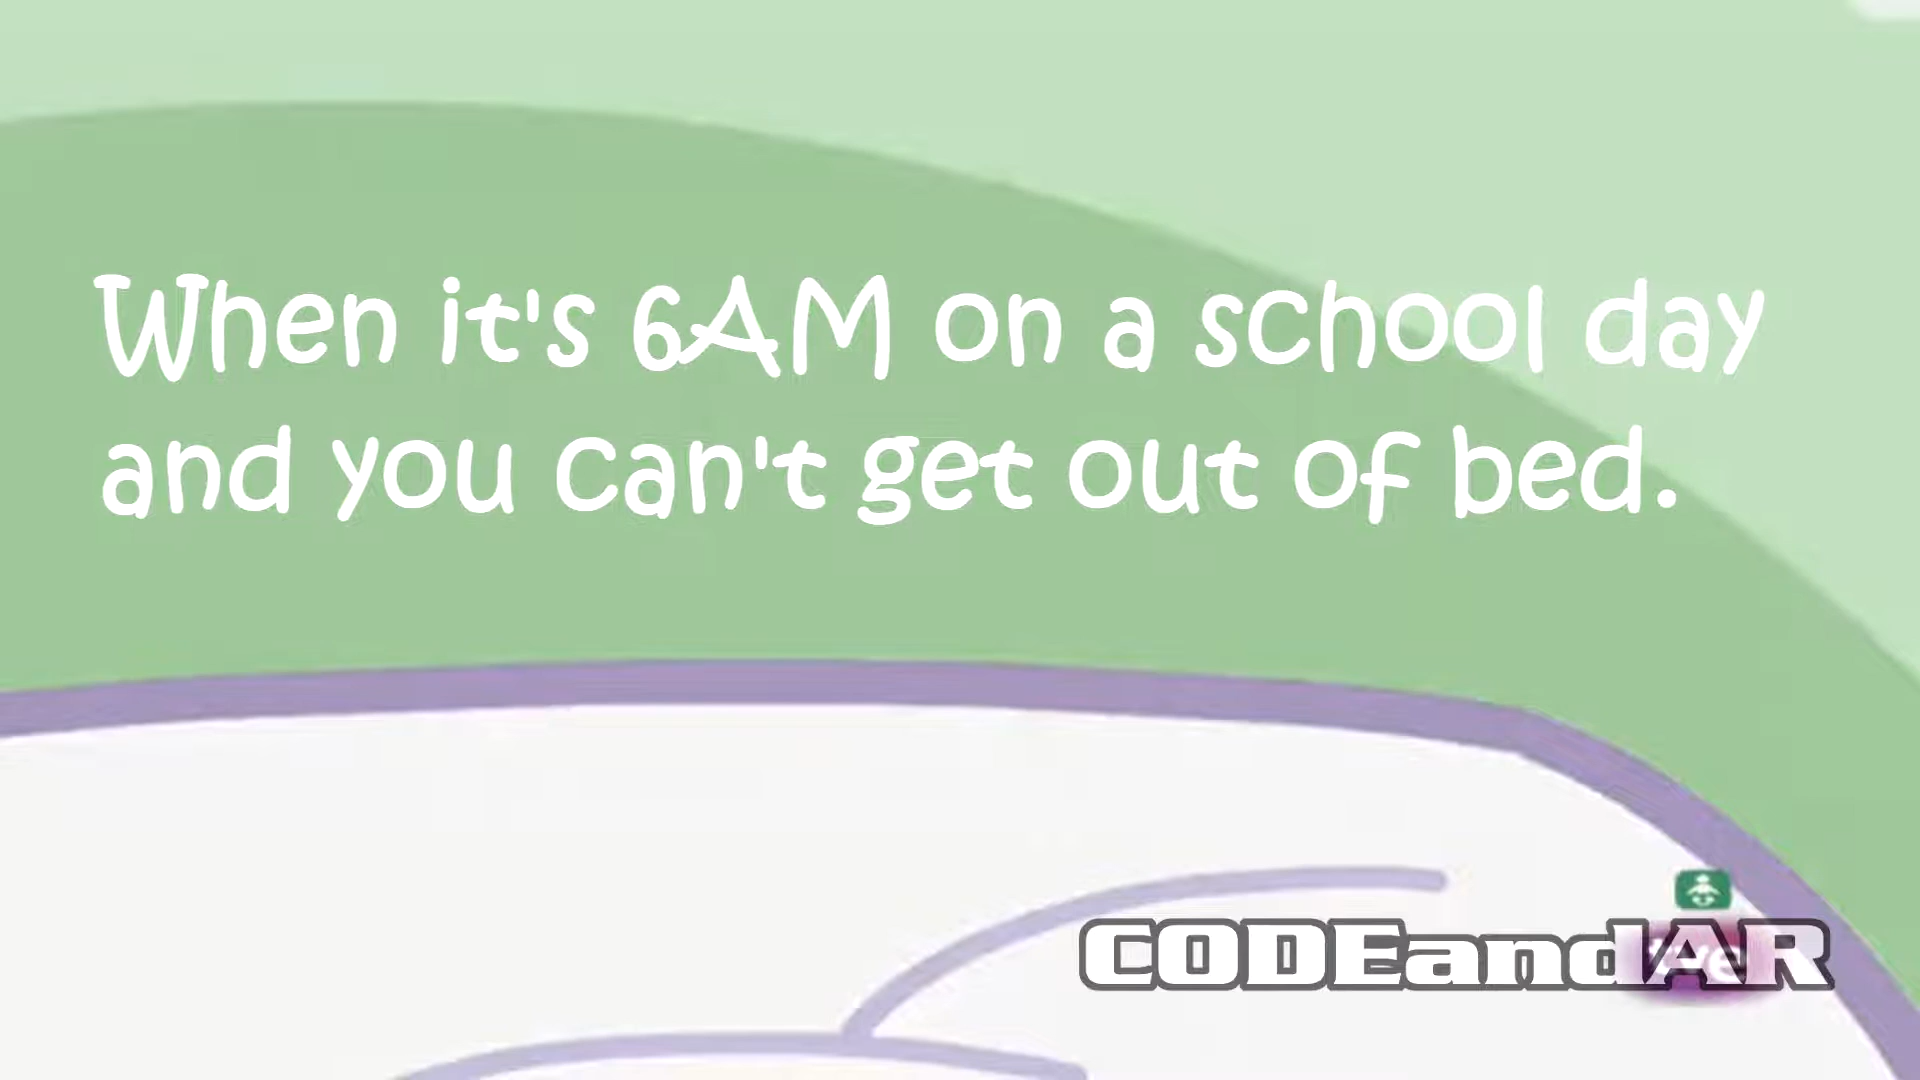 When it's 6AM on a school day
and you can't get out of bed.
CODEandAR